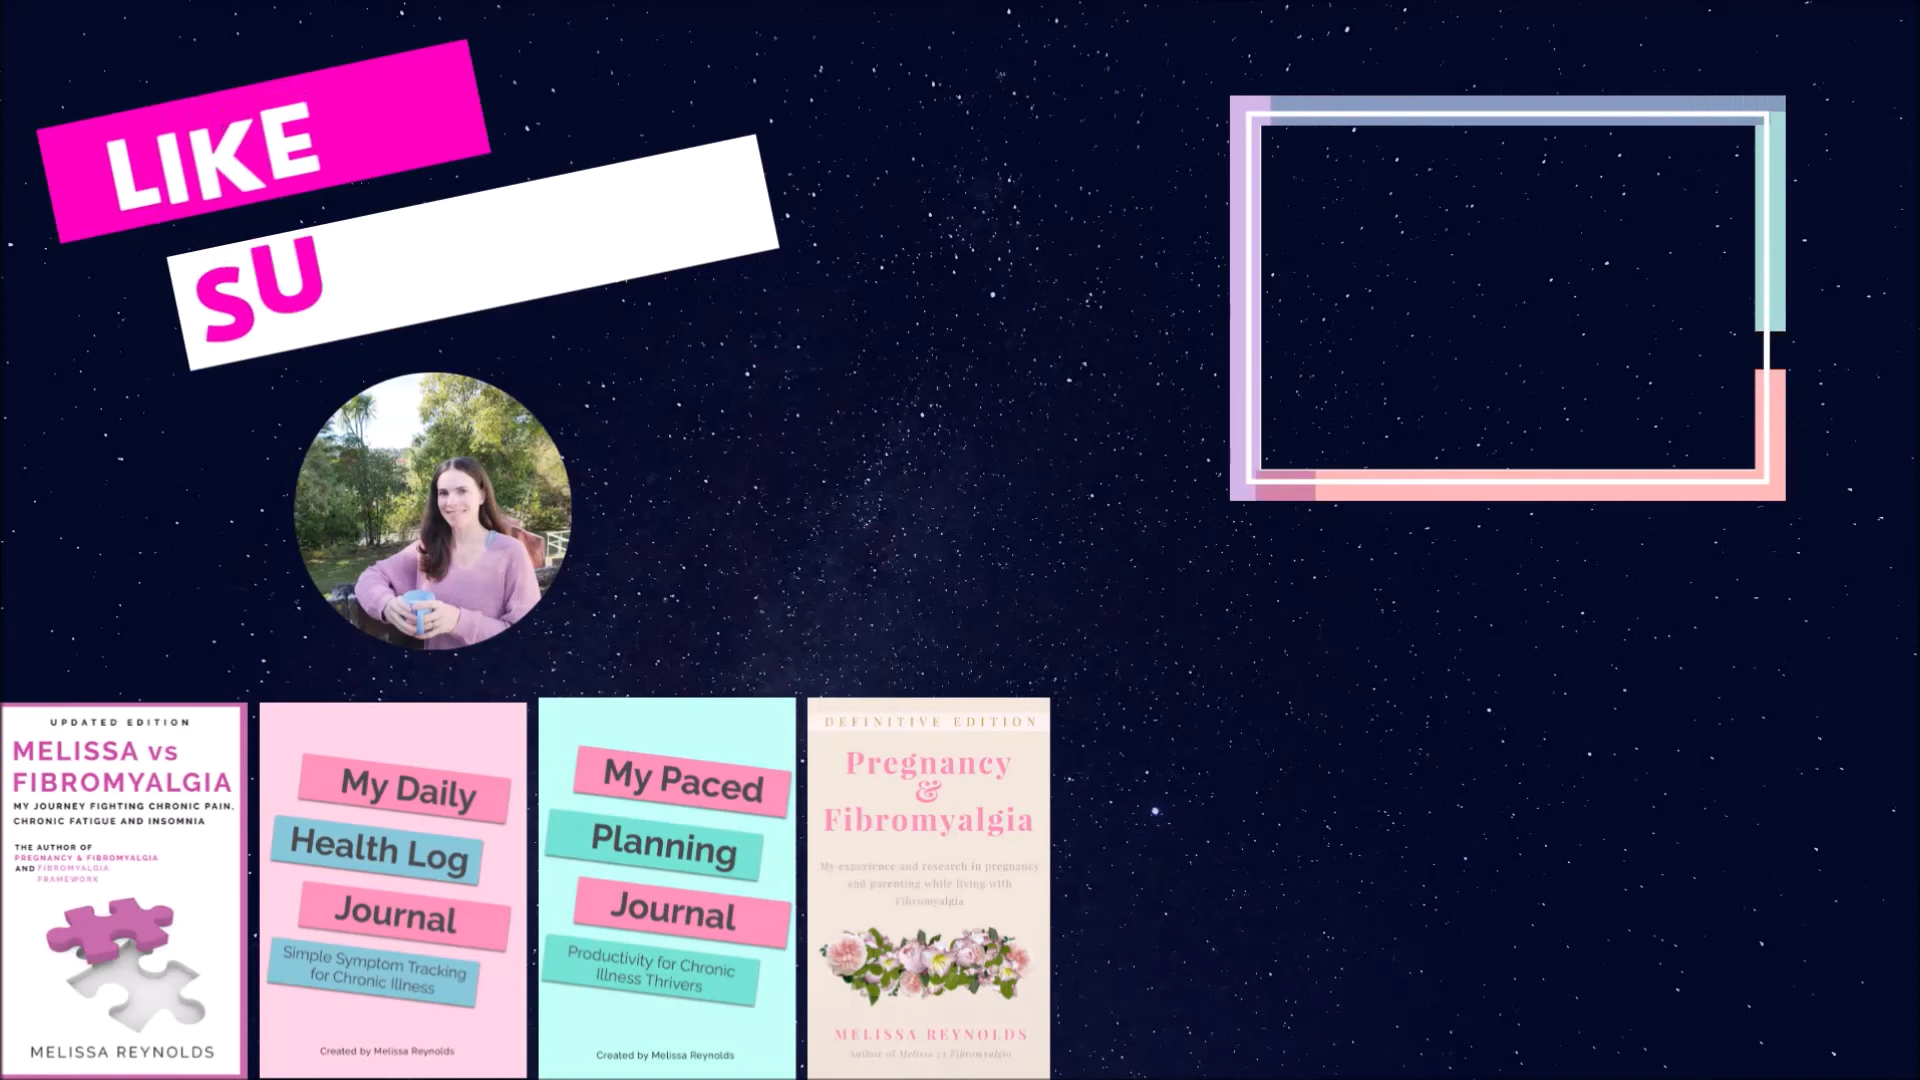 LIKE
SU
UPDATED EDITION
MELISSA vs
FIBROMYALGIA
MY JOURNEY FIGHTING CHRONIC PAIN,
CHRONIC FATIGUE AND INSOMNIA
THE AUTHOR OF
PREGNANCY & FIBROMYALGIA
AND FIBROMYALGIA
FRAMEWORK
MELISSA REYNOLDS
My Daily
Health Log
Journal
Simple Symptom Tracking
for Chronic Illness
Created by Melissa Reynolds
My Paced
Planning
Journal
Productivity for Chronic
Illness Thrivers
Created by Melissa Reynolds
DEFINITIVE EDITION
Pregnancy
&
Fibromyalgia
My experience and research in pregnancy
and parenting while living with
Fibromyalgia
MELISSA REYNOLDS
Author of Melissa vs Fibromyalgia